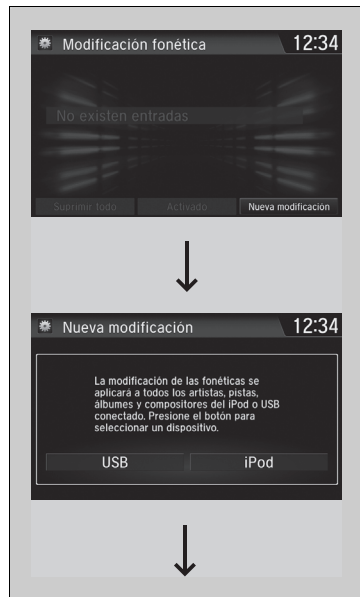 Modificación fonética 12:34
No existen entradas
Suprimir todo Activado Nueva modificación
Nueva modificación 12:34
La modificación de las fonéticas se
aplicará a todos los artistas, pistas,
álbumes y compositores del iPod o USB
conectado. Presione el botón para
seleccionar un dispositivo.
USB iPod